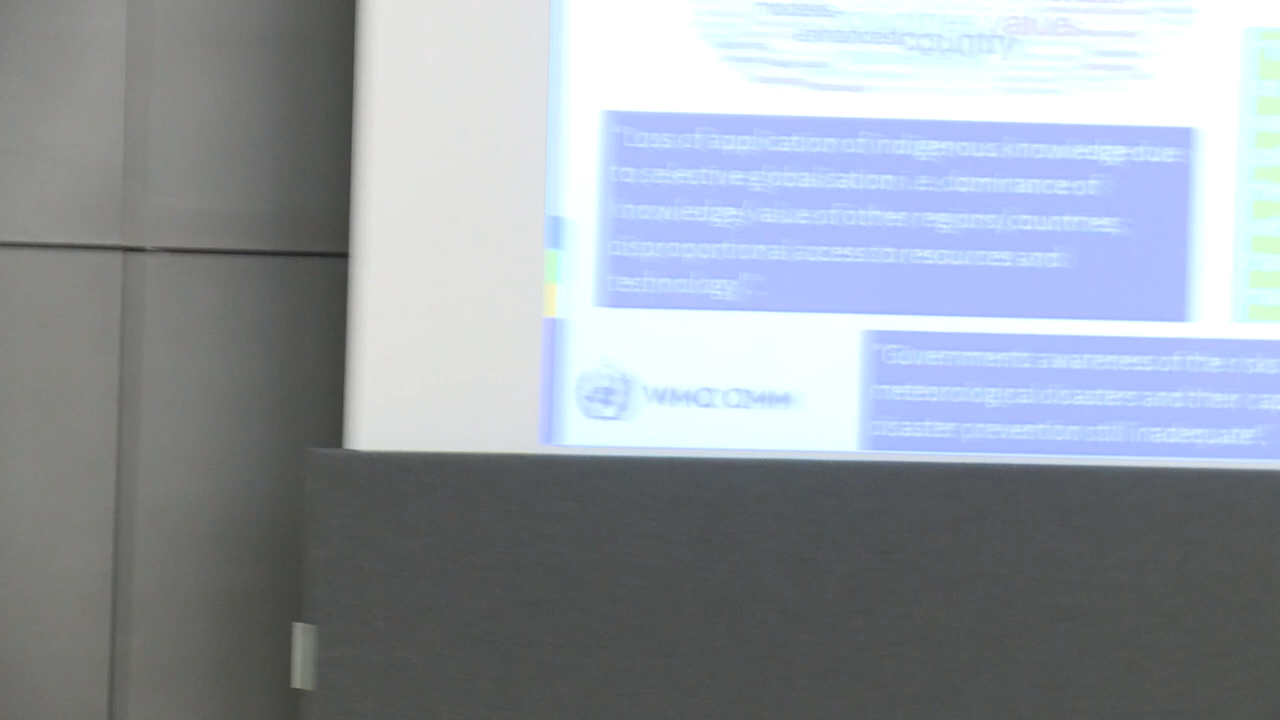 "Loss of application of indigenous knowledge due
to selective globalisation i.e. dominance of
knowledge/value of other regions/countries,
disproportional access to resources and
technology".
WMO OMM
"Governments awareness of the risks
meteorological disasters and their cap
disaster prevention still inadequate".